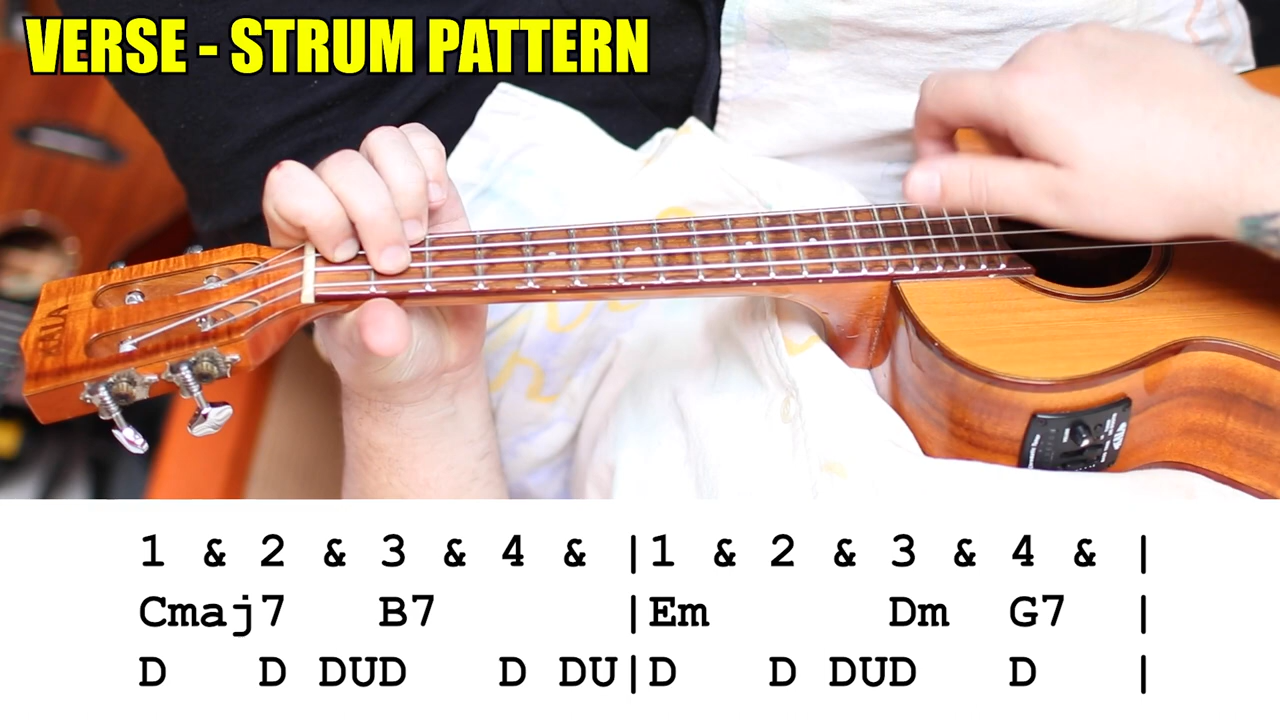 VERSE - STRUM PATTERN
1 & 2 & 3 & 4 & |1 & 2 & 3 & 4 & |
Cmaj7 B7 |Em Dm G7 |
D D DUD D DU|D D DUD D |